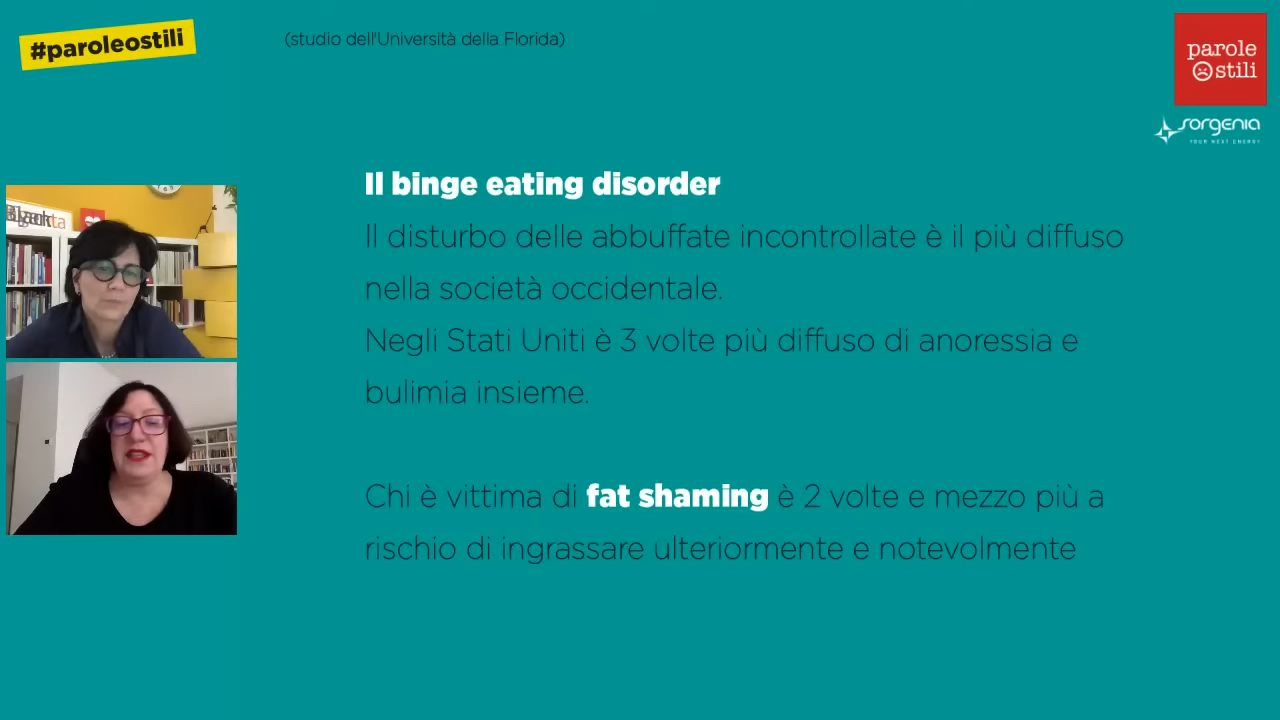 #paroleostili
(studio dell'Università della Florida)
parole
ostili
sorgenia
YOUR NEXT ENERGY
Il binge eating disorder
Il disturbo delle abbuffate incontrollate è il più diffuso
nella società occidentale.
Negli Stati Uniti è 3 volte più diffuso di anoressia e
bulimia insieme.
Chi è vittima di fat shaming è 2 volte e mezzo più a
rischio di ingrassare ulteriormente e notevolmente